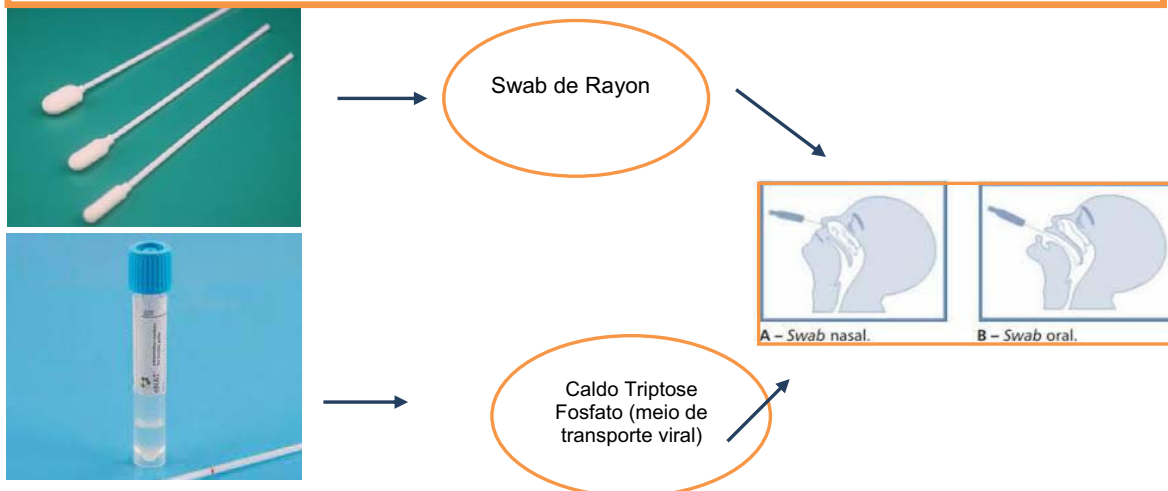 Swab de Rayon
A – Swab nasal.
B – Swab oral.
Caldo Triptose
Fosfato (meio de
transporte viral)